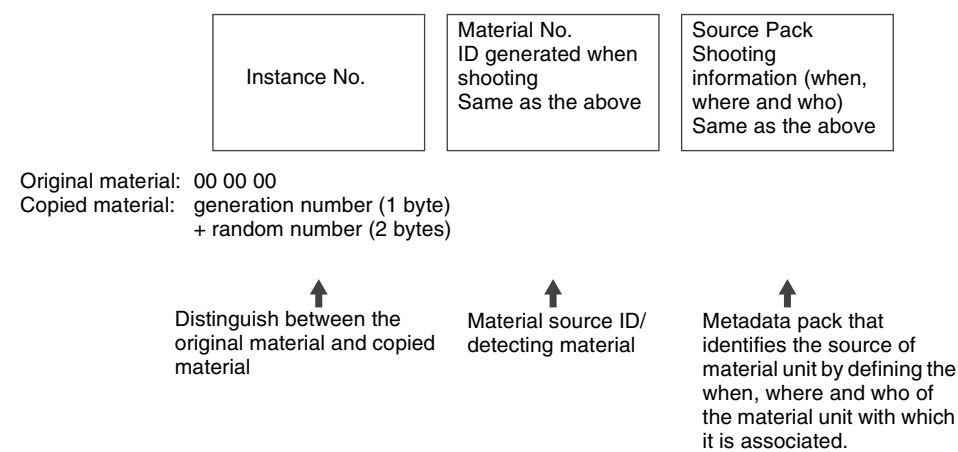 Instance No.
Material No.
ID generated when
shooting
Same as the above
Source Pack
Shooting
information (when,
where and who)
Same as the above
Original material: 00 00 00
Copied material: generation number (1 byte)
+ random number (2 bytes)
Distinguish between the
original material and copied
material
Material source ID/
detecting material
Metadata pack that
identifies the source of
material unit by defining the
when, where and who of
the material unit with which
it is associated.